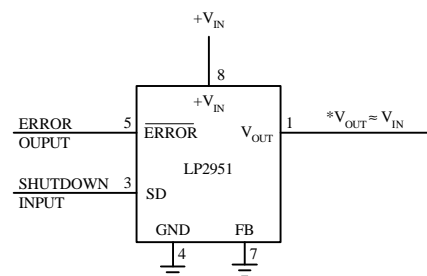 +VIN
8
+VIN
ERROR 5 ERROR VOUT 1 *VOUT ≈ VIN
OUPUT
LP2951
SHUTDOWN 3 SD
INPUT
GND FB
4 7